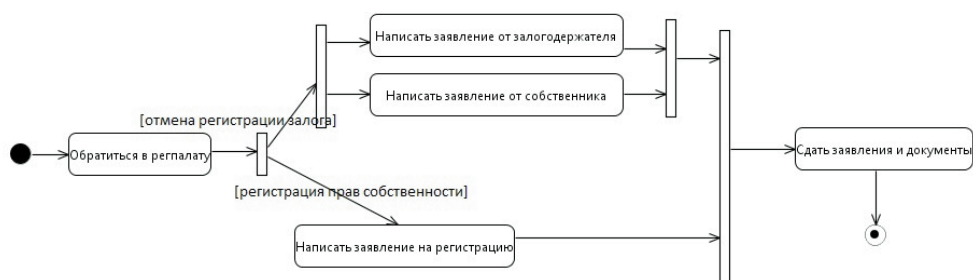 Написать заявление от залогодержателя
Написать заявление от собственника
[отмена регистрации залога]
Обратиться в регпалату
Сдать заявления и документы
[регистрация прав собственности]
Написать заявление на регистрацию